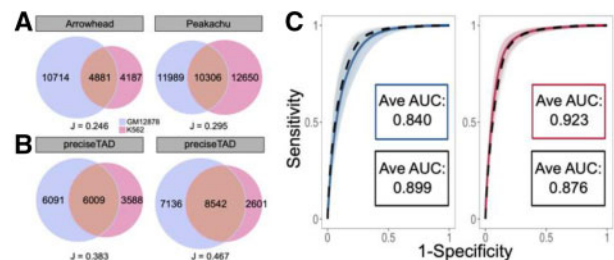 A
Arrowhead
Peakachu
10714
4881
4187
11989
10306
12650
GM12878
K562
J = 0.246
J = 0.295
B
preciseTAD
preciseTAD
6091
6009
3588
7136
8542
2601
J = 0.383
J = 0.467
C
Sensitivity
1
0.5
0
Ave AUC:
0.840
Ave AUC:
0.899
Ave AUC:
0.923
Ave AUC:
0.876
0
0.5
1
0
0.5
1
1-Specificity